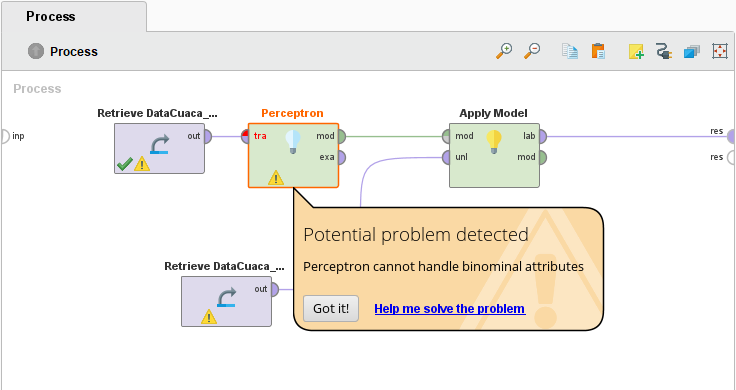 Process
Process
Process
inp
Retrieve DataCuaca_...
out
Perceptron
tra
mod
exa
Apply Model
mod
lab
unl
mod
res
res
Retrieve DataCuaca_...
out
Potential problem detected
Perceptron cannot handle binominal attributes
Got it!
Help me solve the problem